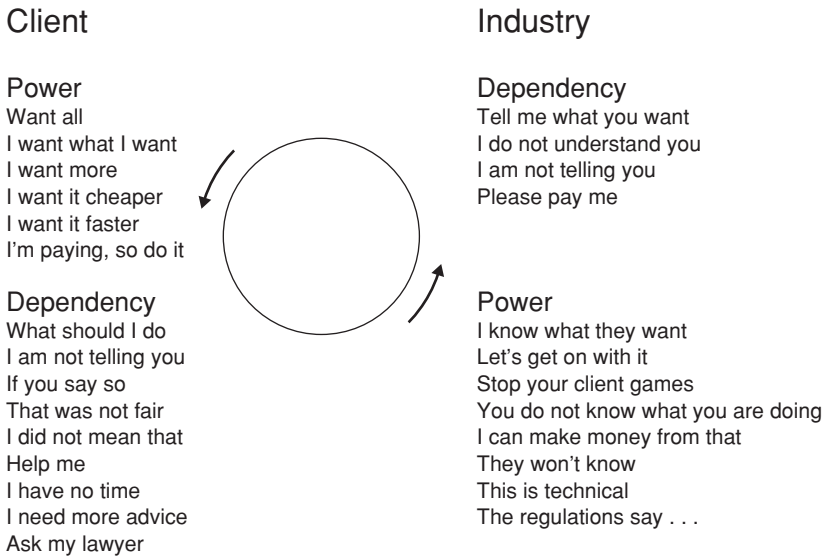 Client
Power
Want all
I want what I want
I want more
I want it cheaper
I want it faster
I'm paying, so do it
Dependency
What should I do
I am not telling you
If you say so
That was not fair
I did not mean that
Help me
I have no time
I need more advice
Ask my lawyer
Industry
Dependency
Tell me what you want
I do not understand you
I am not telling you
Please pay me
Power
I know what they want
Let's get on with it
Stop your client games
You do not know what you are doing
I can make money from that
They won't know
This is technical
The regulations say . . .